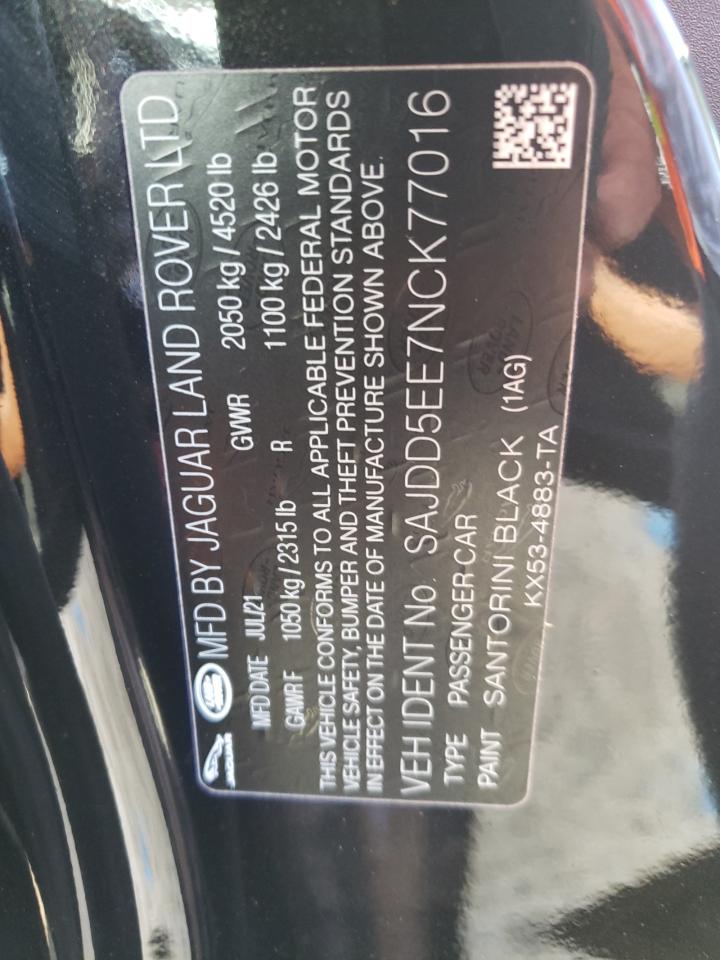 JAGUAR LAND ROVER MFD BY JAGUAR LAND ROVER LTD
GVWR 2050 kg / 4520 lb
MFD DATE JUL/21
GAWR F 1050 kg / 2315 lb R 1100 kg / 2426 lb
THIS VEHICLE CONFORMS TO ALL APPLICABLE FEDERAL MOTOR
VEHICLE SAFETY, BUMPER AND THEFT PREVENTION STANDARDS
IN EFFECT ON THE DATE OF MANUFACTURE SHOWN ABOVE.
VEH IDENT No. SAJDD5EE7NCK77016
TYPE PASSENGER CAR
PAINT SANTORINI BLACK (1AG)
KX53-4883-TA